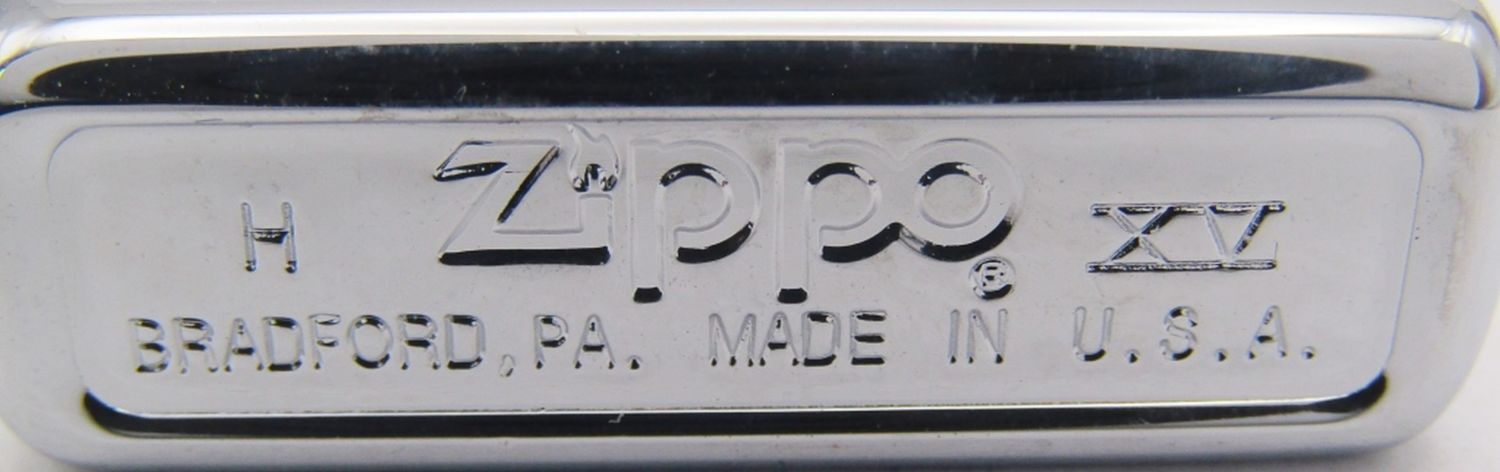 H Zippo® XV
BRADFORD, PA. MADE IN U.S.A.